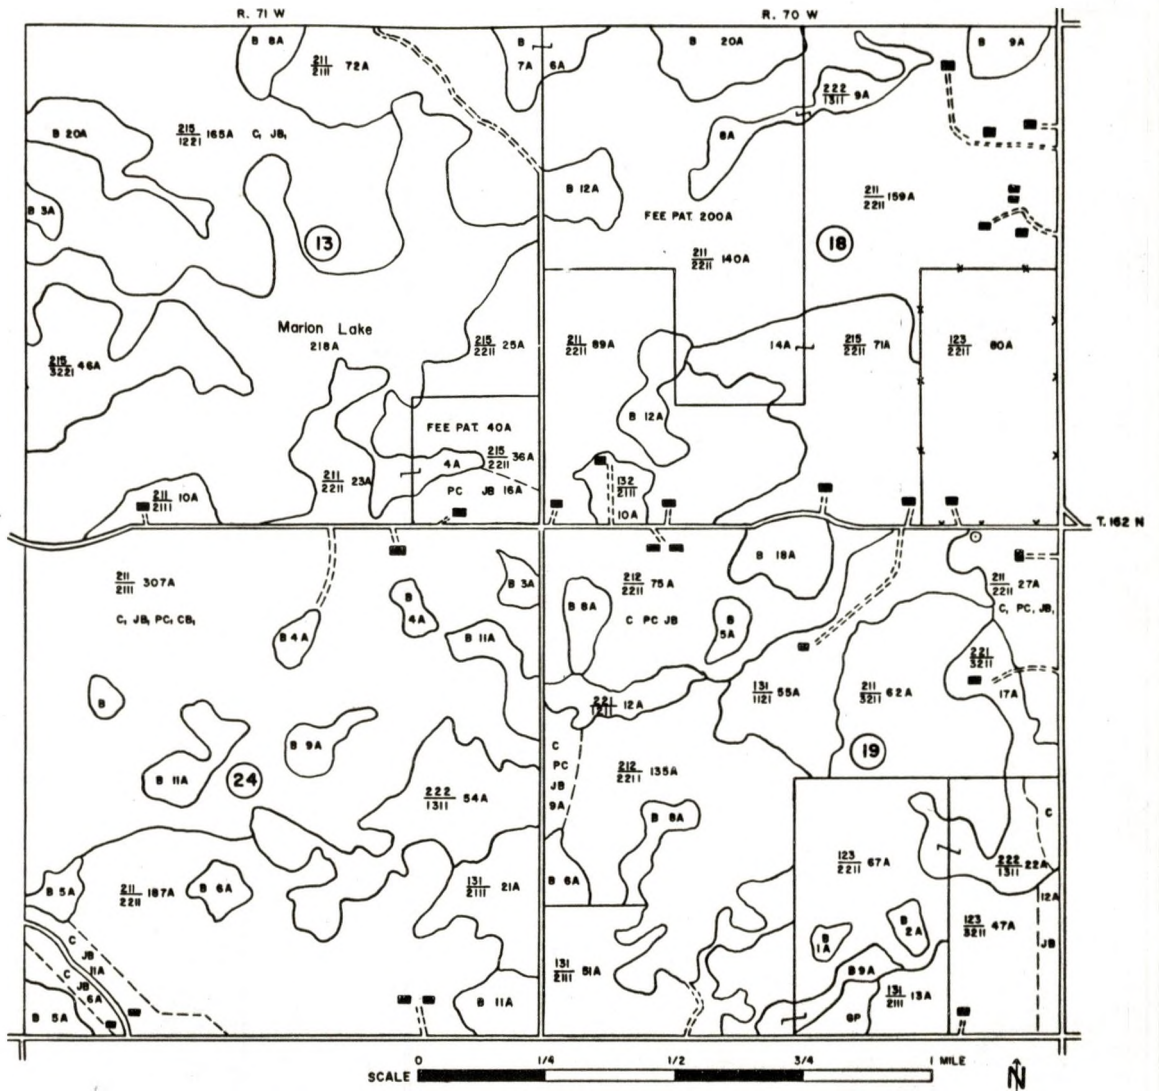 R. 71 W
R. 70 W
B 8A
211
2111 72A
B
7A 6A
B 20A
222
1311 9A
B 9A
B 20A
215
1221 165A C, JB,
8A
B 3A
B 12A
211
2211 159A
FEE PAT. 200A
13
18
211
2211 140A
Marion Lake
218A
215
2211 25A
211
2211 89A
14A
215
2211 71A
123
2211 80A
215
3221 46A
B 12A
FEE PAT. 40A
215
2211 36A
4A
211
2211 23A
PC JB 16A
132
2111
10A
211
2111 10A
T. 162 N
211
2111 307A
C, JB, PC, CB,
B 3A
212
2211 75A
B 18A
211
2211 27A
C, PC, JB,
B
4A
B 8A
C PC JB
B
5A
B 4A
B 11A
221
3211
17A
B
221
1211 12A
131
1121 55A
211
3211 62A
B 9A
C
PC
JB
9A
212
2211 135A
19
B 11A
24
222
1311 54A
B 8A
C
123
2211 67A
222
1311 22A
B 5A
211
2211 187A
B 6A
131
2111 21A
B 6A
12A
B
2A
123
3211 47A
B
1A
JB
C
JB
11A
C
JB
6A
131
2111 51A
B 9A
131
2111 13A
B 5A
B 11A
GP
0 1/4 1/2 3/4 1 MILE
SCALE
N